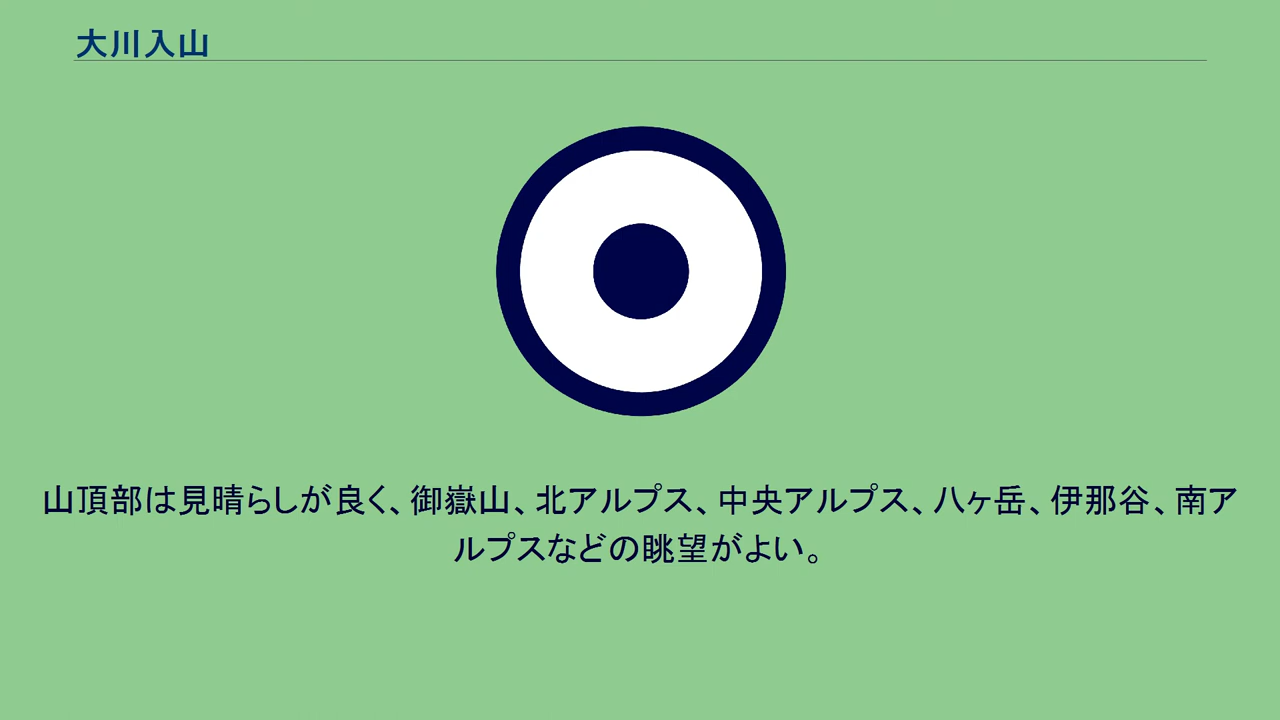 大川入山
山頂部は見晴らしが良く、御嶽山、北アルプス、中央アルプス、八ヶ岳、伊那谷、南ア
ルプスなどの眺望がよい。